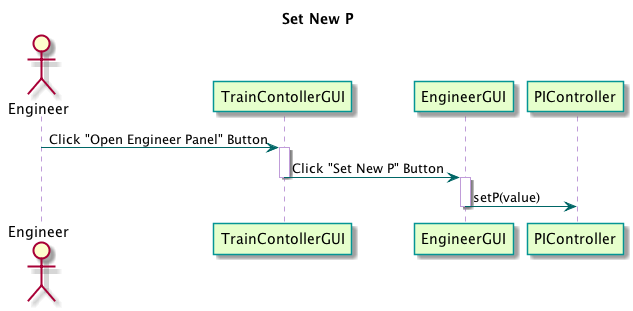 Set New P
Engineer
TrainContollerGUI
EngineerGUI
PIController
Click "Open Engineer Panel" Button
Click "Set New P" Button
setP(value)
Engineer
TrainContollerGUI
EngineerGUI
PIController